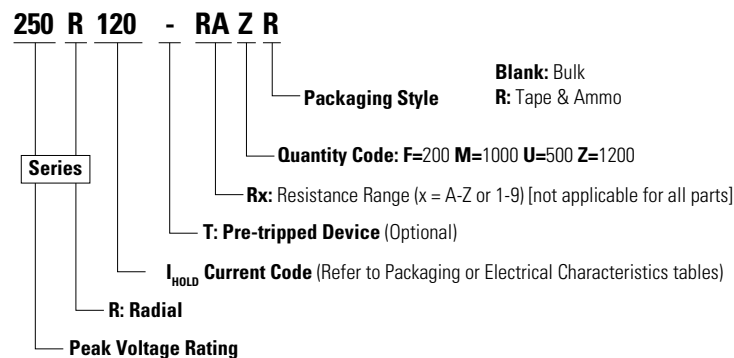 250 R 120 - RA Z R
Blank: Bulk
Packaging Style R: Tape & Ammo
Quantity Code: F=200 M=1000 U=500 Z=1200
Series
Rx: Resistance Range (x = A-Z or 1-9) [not applicable for all parts]
T: Pre-tripped Device (Optional)
IHOLD Current Code (Refer to Packaging or Electrical Characteristics tables)
R: Radial
Peak Voltage Rating